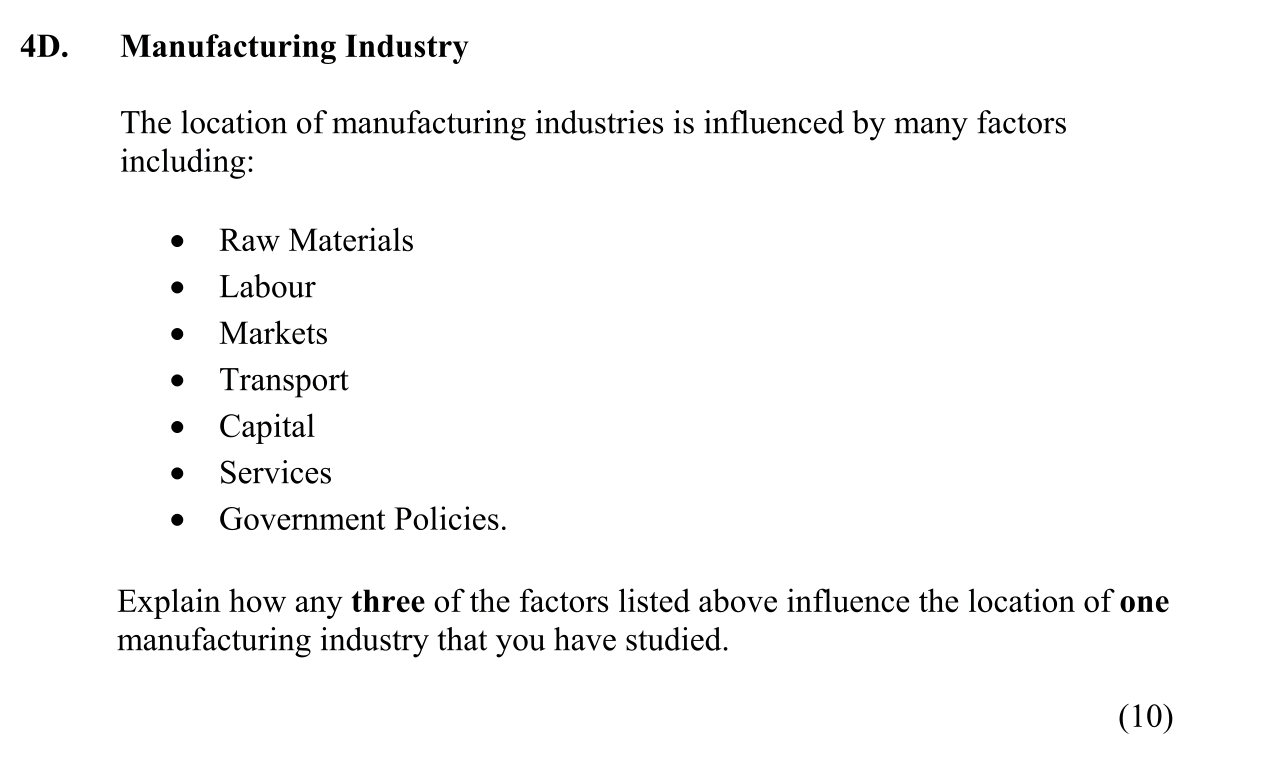 4D. Manufacturing Industry
The location of manufacturing industries is influenced by many factors
including:
• Raw Materials
• Labour
• Markets
• Transport
• Capital
• Services
• Government Policies.
Explain how any three of the factors listed above influence the location of one
manufacturing industry that you have studied.
(10)